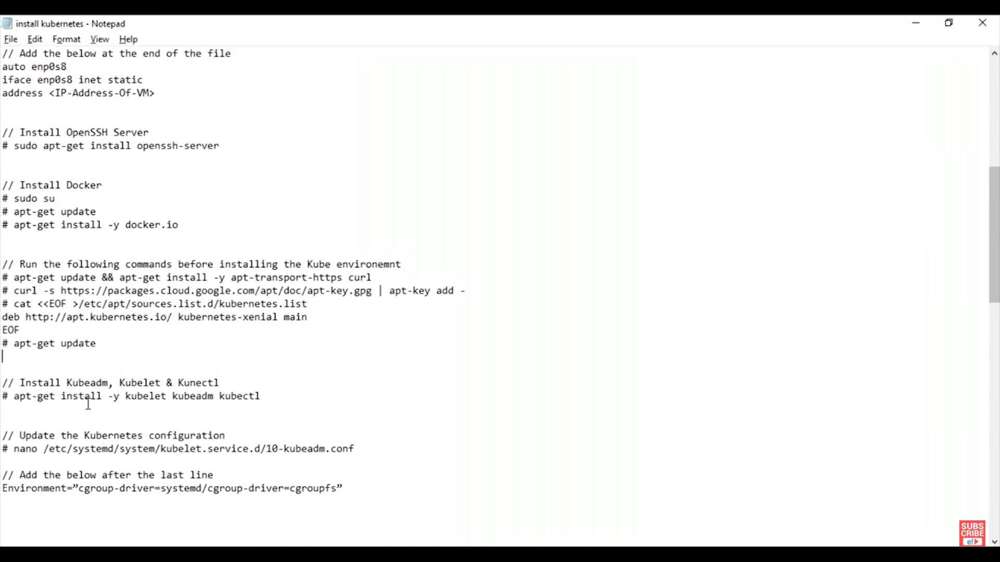 install kubernetes - Notepad
File Edit Format View Help
// Add the below at the end of the file
auto enp0s8
iface enp0s8 inet static
address <IP-Address-Of-VM>
// Install OpenSSH Server
# sudo apt-get install openssh-server
// Install Docker
# sudo su
# apt-get update
# apt-get install -y docker.io
// Run the following commands before installing the Kube environemnt
# apt-get update && apt-get install -y apt-transport-https curl
# curl -s https://packages.cloud.google.com/apt/doc/apt-key.gpg | apt-key add -
# cat <<EOF >/etc/apt/sources.list.d/kubernetes.list
deb http://apt.kubernetes.io/ kubernetes-xenial main
EOF
# apt-get update
// Install Kubeadm, Kubelet & Kunectl
# apt-get install -y kubelet kubeadm kubectl
// Update the Kubernetes configuration
# nano /etc/systemd/system/kubelet.service.d/10-kubeadm.conf
// Add the below after the last line
Environment=”cgroup-driver=systemd/cgroup-driver=cgroupfs”
SUBS
CRIBE
e!